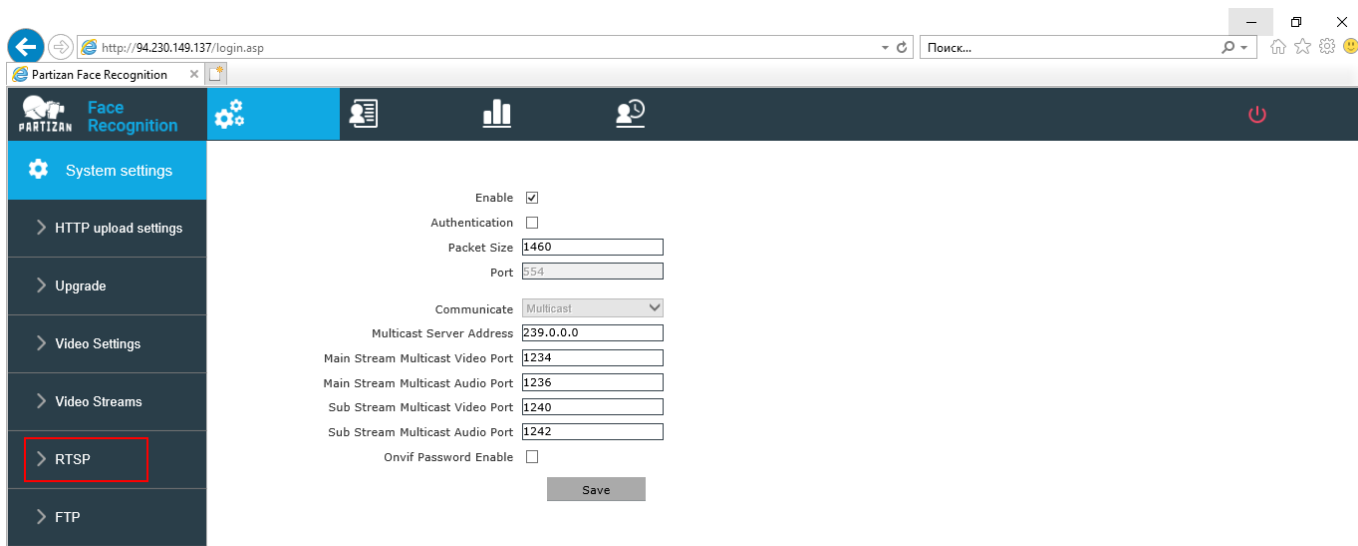 http://94.230.149.137/login.asp
Поиск...
Partizan Face Recognition
PARTIZAN
Face
Recognition
System settings
HTTP upload settings
Upgrade
Video Settings
Video Streams
RTSP
FTP
Enable
Authentication
Packet Size 1460
Port 554
Communicate Multicast
Multicast Server Address 239.0.0.0
Main Stream Multicast Video Port 1234
Main Stream Multicast Audio Port 1236
Sub Stream Multicast Video Port 1240
Sub Stream Multicast Audio Port 1242
Onvif Password Enable
Save